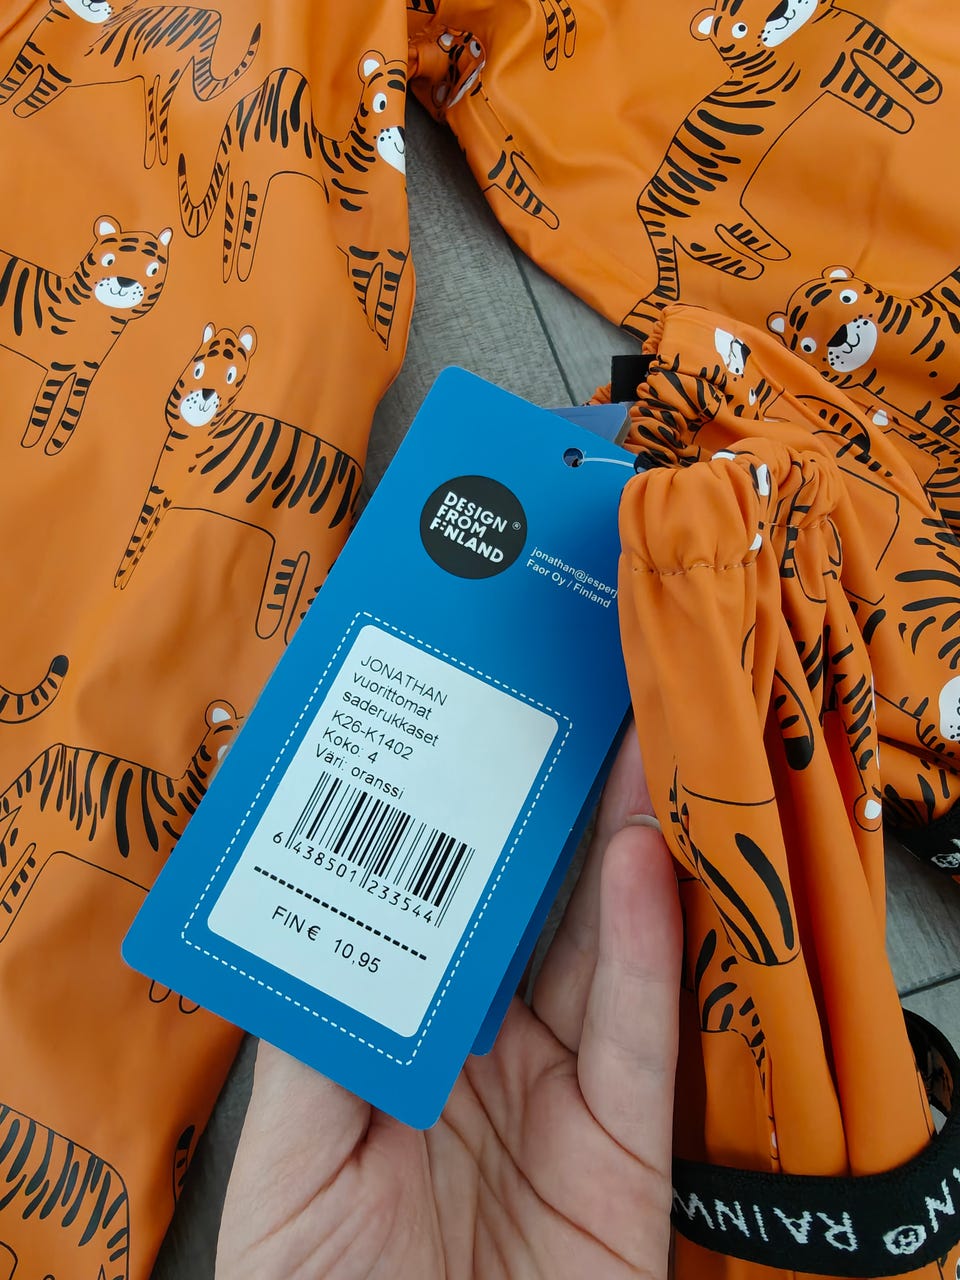 DESIGN
FROM
FINLAND
®
jonathan@jesperj
Faor Oy / Finland
JONATHAN
vuorittomat
saderukkaset
K26-K1402
Koko: 4
Väri: oranssi
6 438501 233544
FIN€ 10,95
RAINW